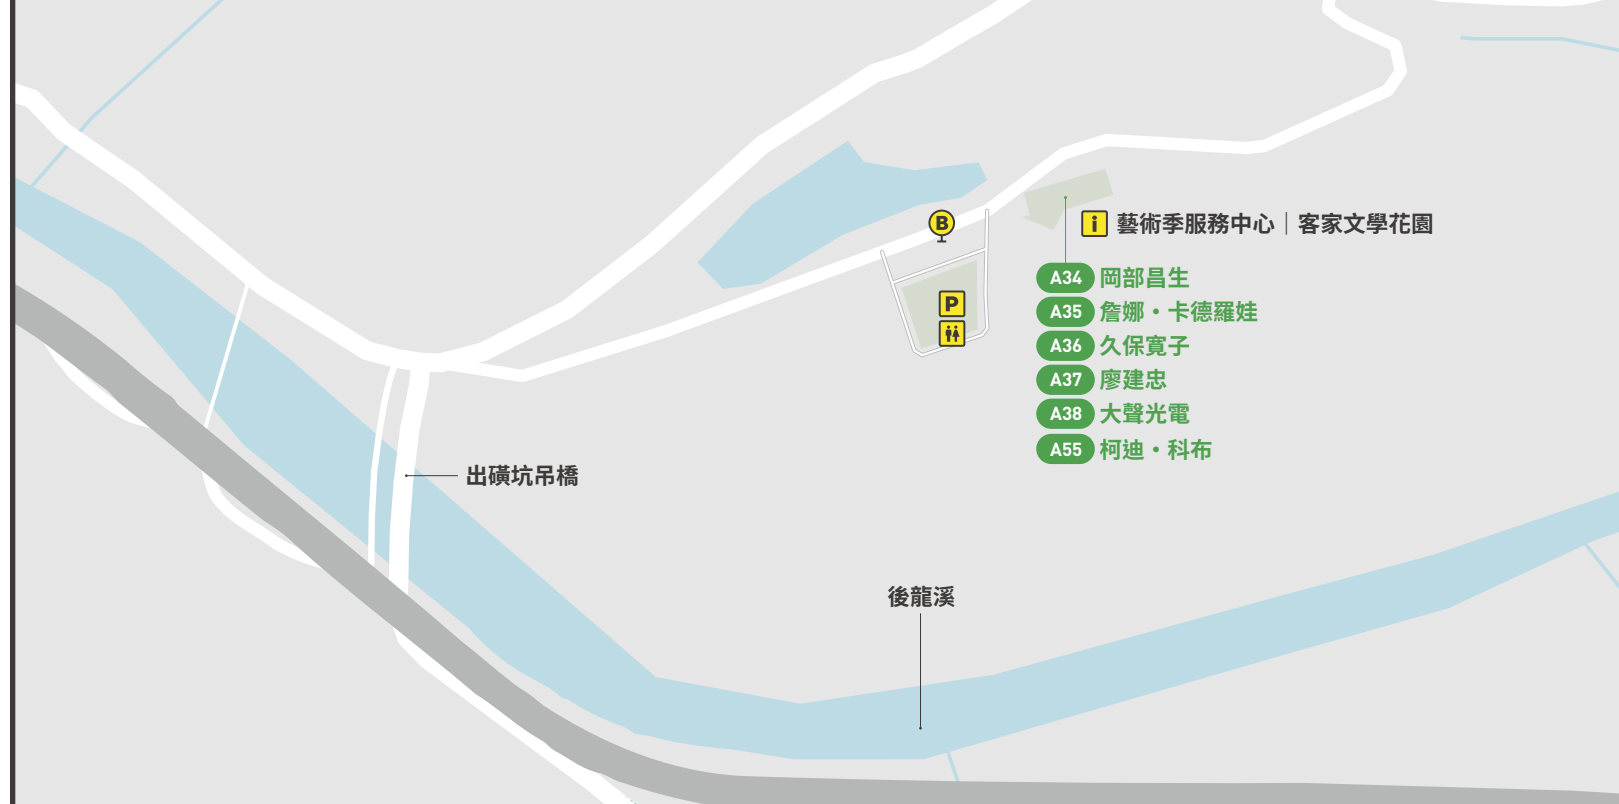 B
i 藝術季服務中心｜客家文學花園
A34 岡部昌生
A35 詹娜・卡德羅娃
P
A36 久保寬子
A37 廖建忠
A38 大聲光電
A55 柯迪・科布
出磺坑吊橋
後龍溪